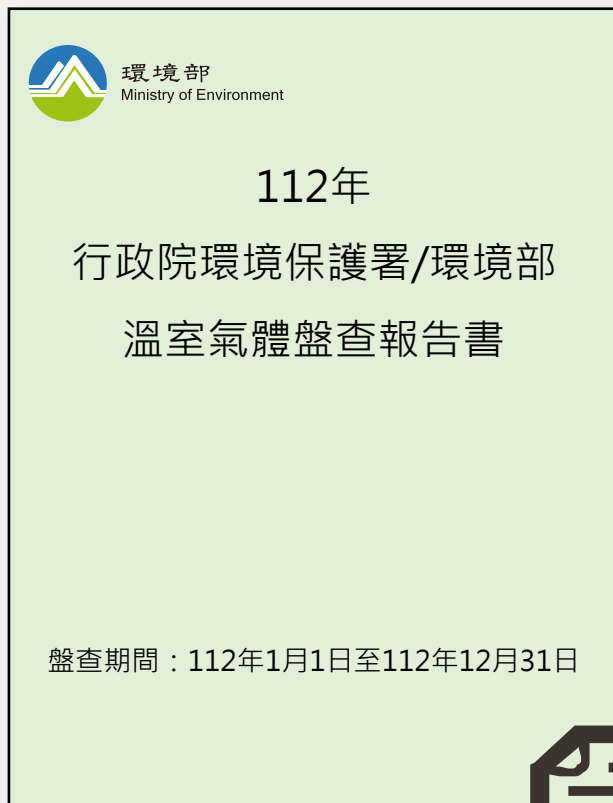 環境部
Ministry of Environment
112年
行政院環境保護署/環境部
溫室氣體盤查報告書
盤查期間：112年1月1日至112年12月31日